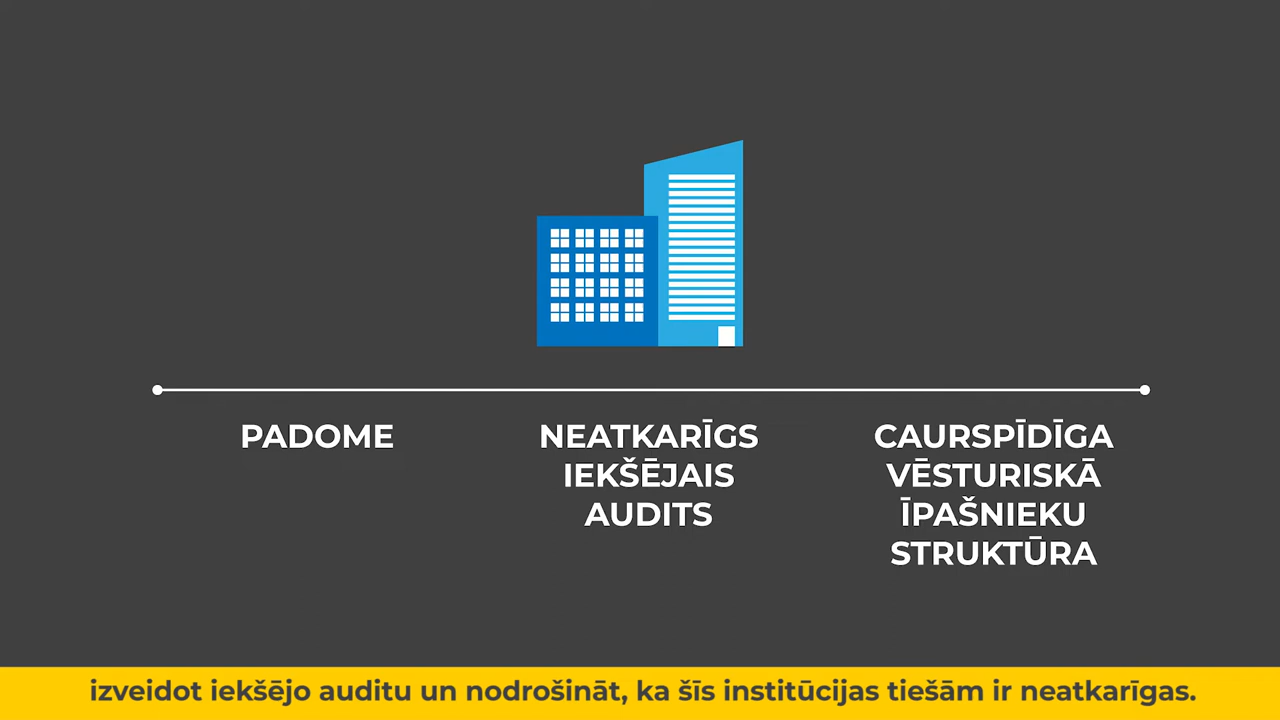 PADOME
NEATKARĪGS
IEKŠĒJAIS
AUDITS
CAURSPĪDĪGA
VĒSTURISKĀ
ĪPAŠNIEKU
STRUKTŪRA
izveidot iekšējo auditu un nodrošināt, ka šīs institūcijas tiešām ir neatkarīgas.